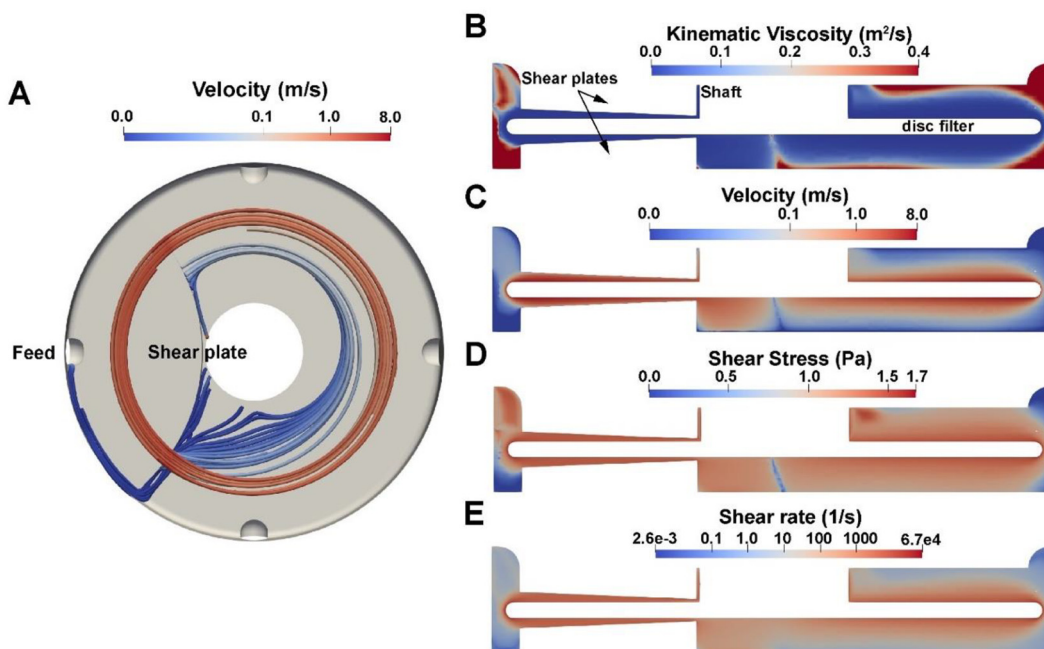 A
Velocity (m/s)
0.0 0.1 1.0 8.0
Feed
Shear plate
B
Kinematic Viscosity (m²/s)
0.0 0.1 0.2 0.3 0.4
Shear plates
Shaft
disc filter
C
Velocity (m/s)
0.0 0.1 1.0 8.0
D
Shear Stress (Pa)
0.0 0.5 1.0 1.5 1.7
E
Shear rate (1/s)
2.6e-3 0.1 1.0 10 100 1000 6.7e4